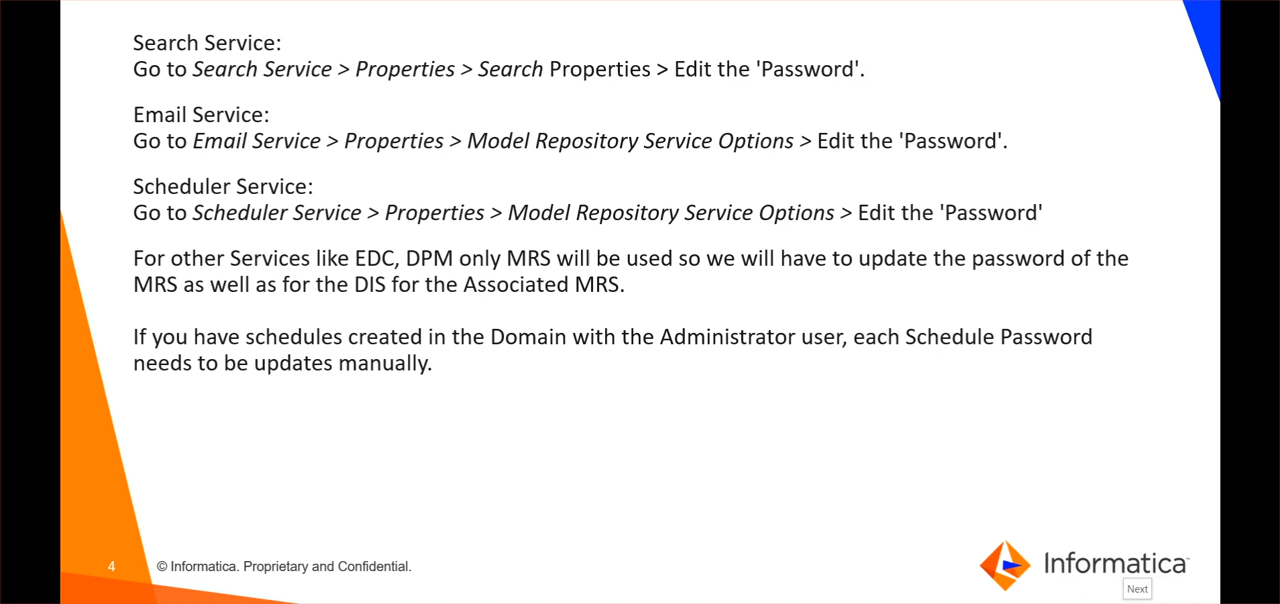 Search Service:
Go to Search Service > Properties > Search Properties > Edit the 'Password'.
Email Service:
Go to Email Service > Properties > Model Repository Service Options > Edit the 'Password'.
Scheduler Service:
Go to Scheduler Service > Properties > Model Repository Service Options > Edit the 'Password'
For other Services like EDC, DPM only MRS will be used so we will have to update the password of the
MRS as well as for the DIS for the Associated MRS.
If you have schedules created in the Domain with the Administrator user, each Schedule Password
needs to be updates manually.
4 © Informatica. Proprietary and Confidential.
Informatica™
Next